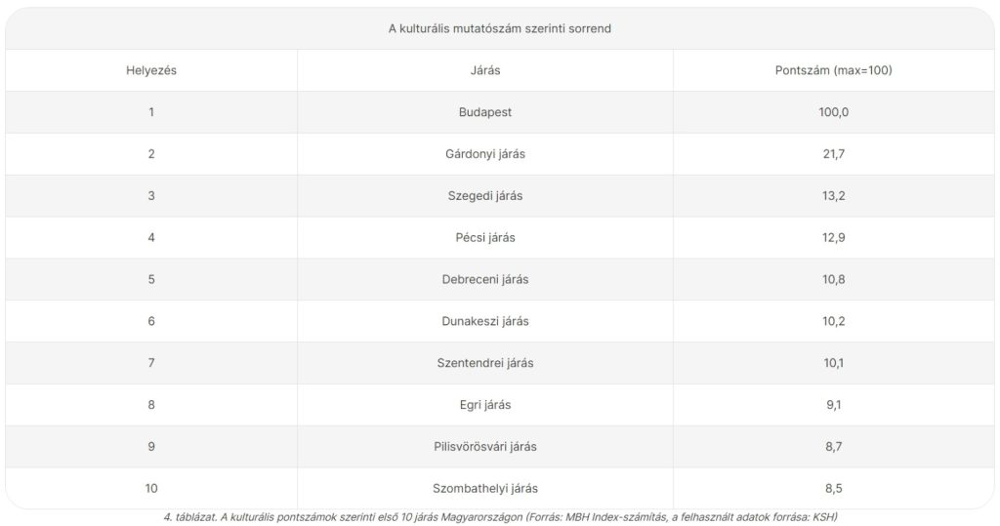 A kulturális mutatószám szerinti sorrend
Helyezés Járás Pontszám (max=100)
1 Budapest 100,0
2 Gárdonyi járás 21,7
3 Szegedi járás 13,2
4 Pécsi járás 12,9
5 Debreceni járás 10,8
6 Dunakeszi járás 10,2
7 Szentendrei járás 10,1
8 Egri járás 9,1
9 Pilisvörösvári járás 8,7
10 Szombathelyi járás 8,5
4. táblázat. A kulturális pontszámok szerinti első 10 járás Magyarországon (Forrás: MBH Index-számítás, a felhasznált adatok forrása: KSH)